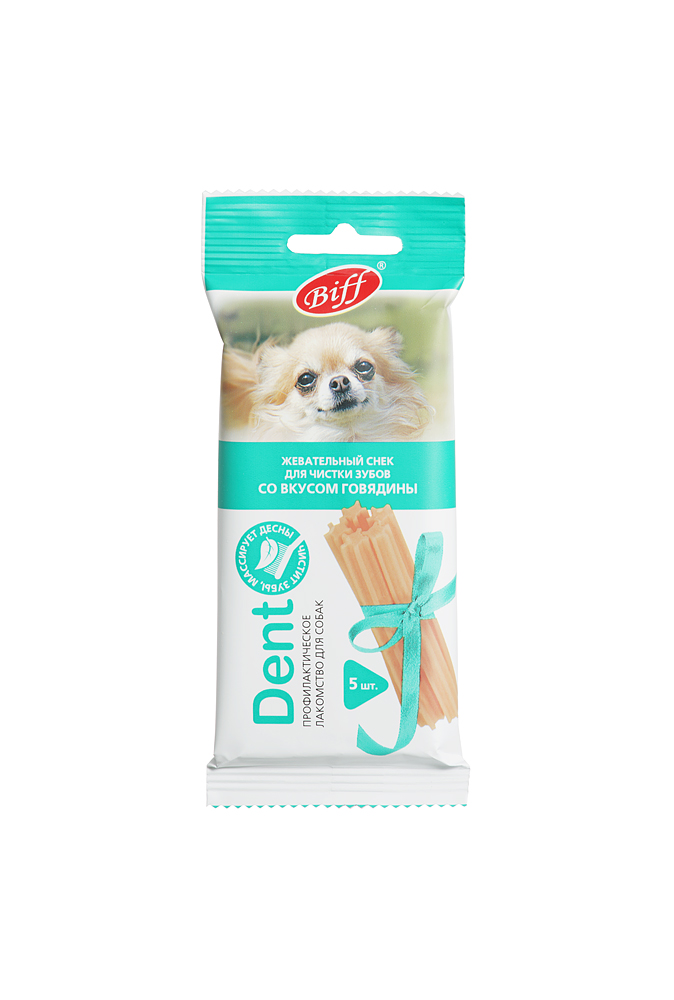 Biff®
ЖЕВАТЕЛЬНЫЙ СНЕК
ДЛЯ ЧИСТКИ ЗУБОВ
СО ВКУСОМ ГОВЯДИНЫ
ЧИСТИТ ЗУБЫ, МАССИРУЕТ ДЕСНЫ
Dent
ПРОФИЛАКТИЧЕСКОЕ
ЛАКОМСТВО ДЛЯ СОБАК
5 шт.